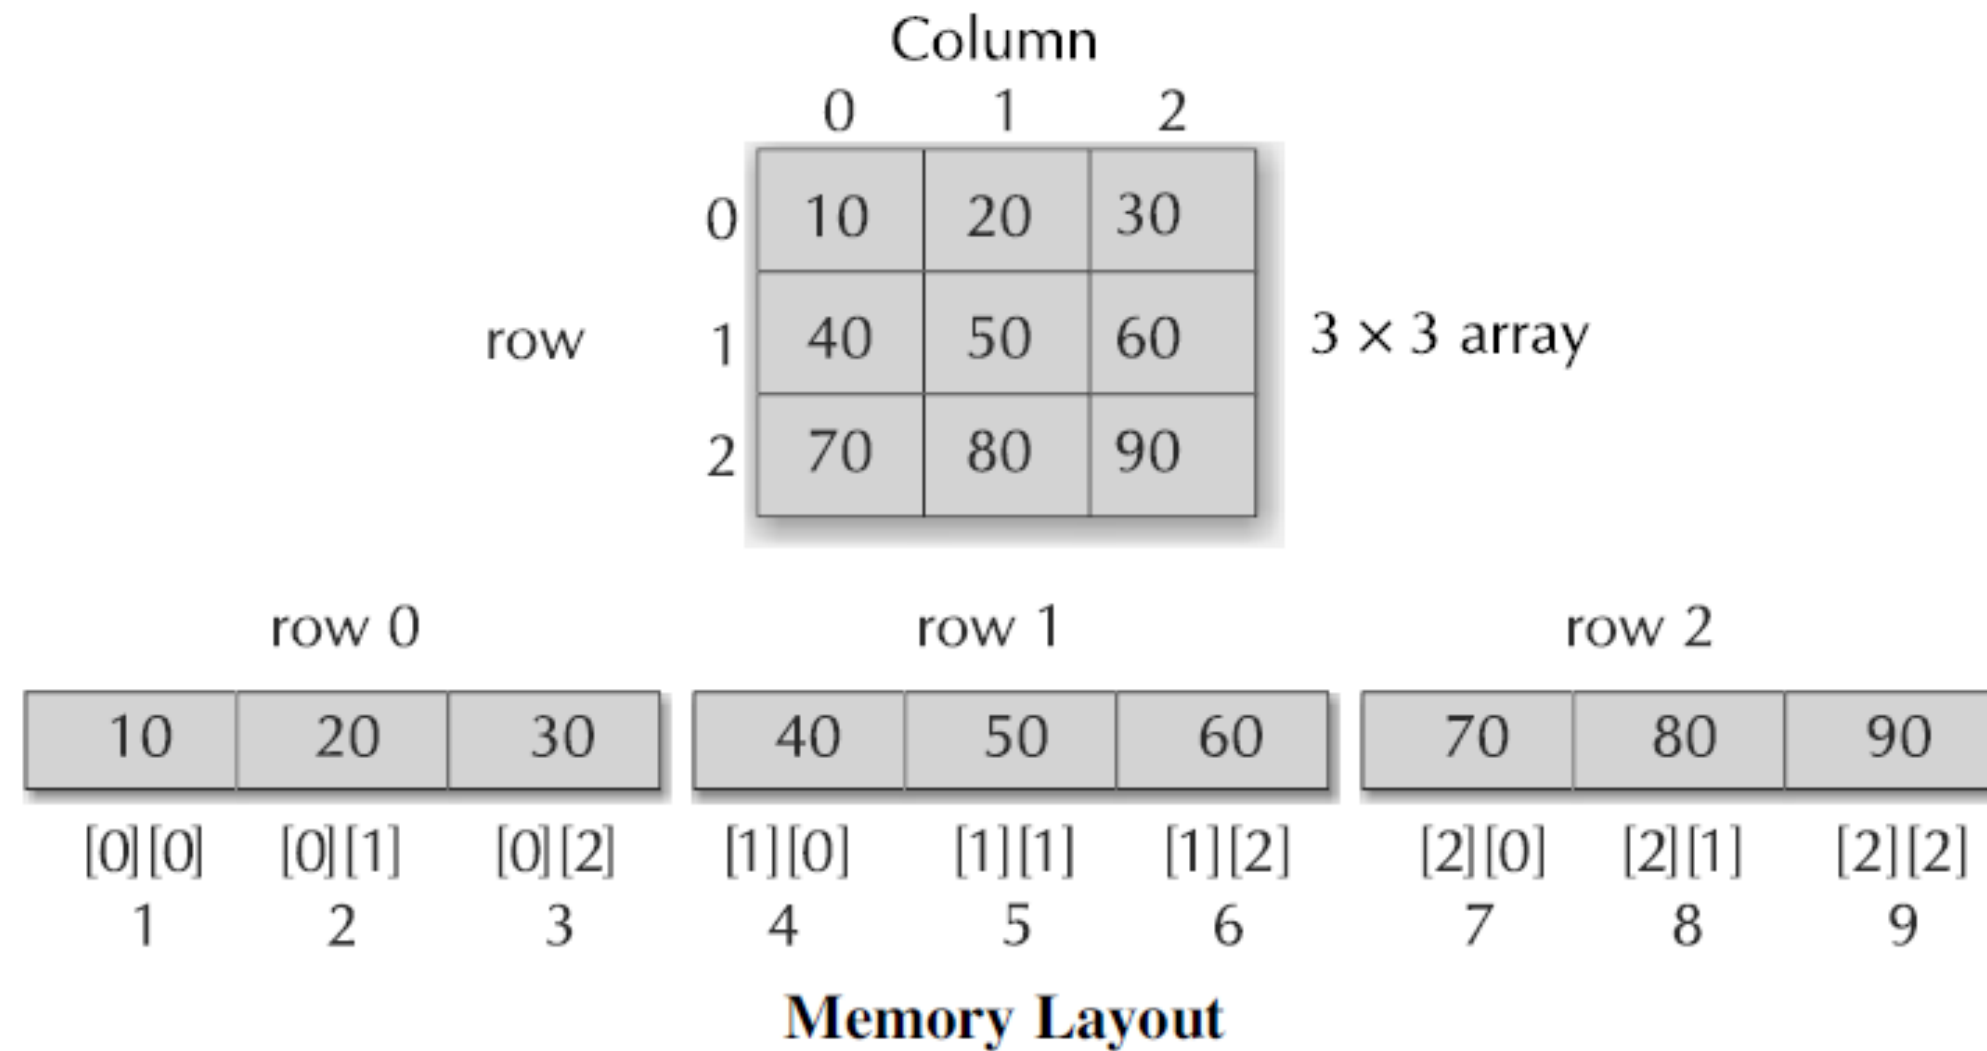 Column
0 1 2
0 10 20 30
row 1 40 50 60 3 × 3 array
2 70 80 90
row 0 row 1 row 2
10 20 30 40 50 60 70 80 90
[0][0] [0][1] [0][2] [1][0] [1][1] [1][2] [2][0] [2][1] [2][2]
1 2 3 4 5 6 7 8 9
Memory Layout